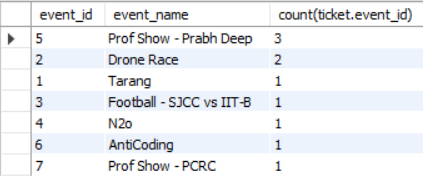 event_id event_name count(ticket.event_id)
5 Prof Show - Prabh Deep 3
2 Drone Race 2
1 Tarang 1
3 Football - SJCC vs IIT-B 1
4 N2o 1
6 AntiCoding 1
7 Prof Show - PCRC 1